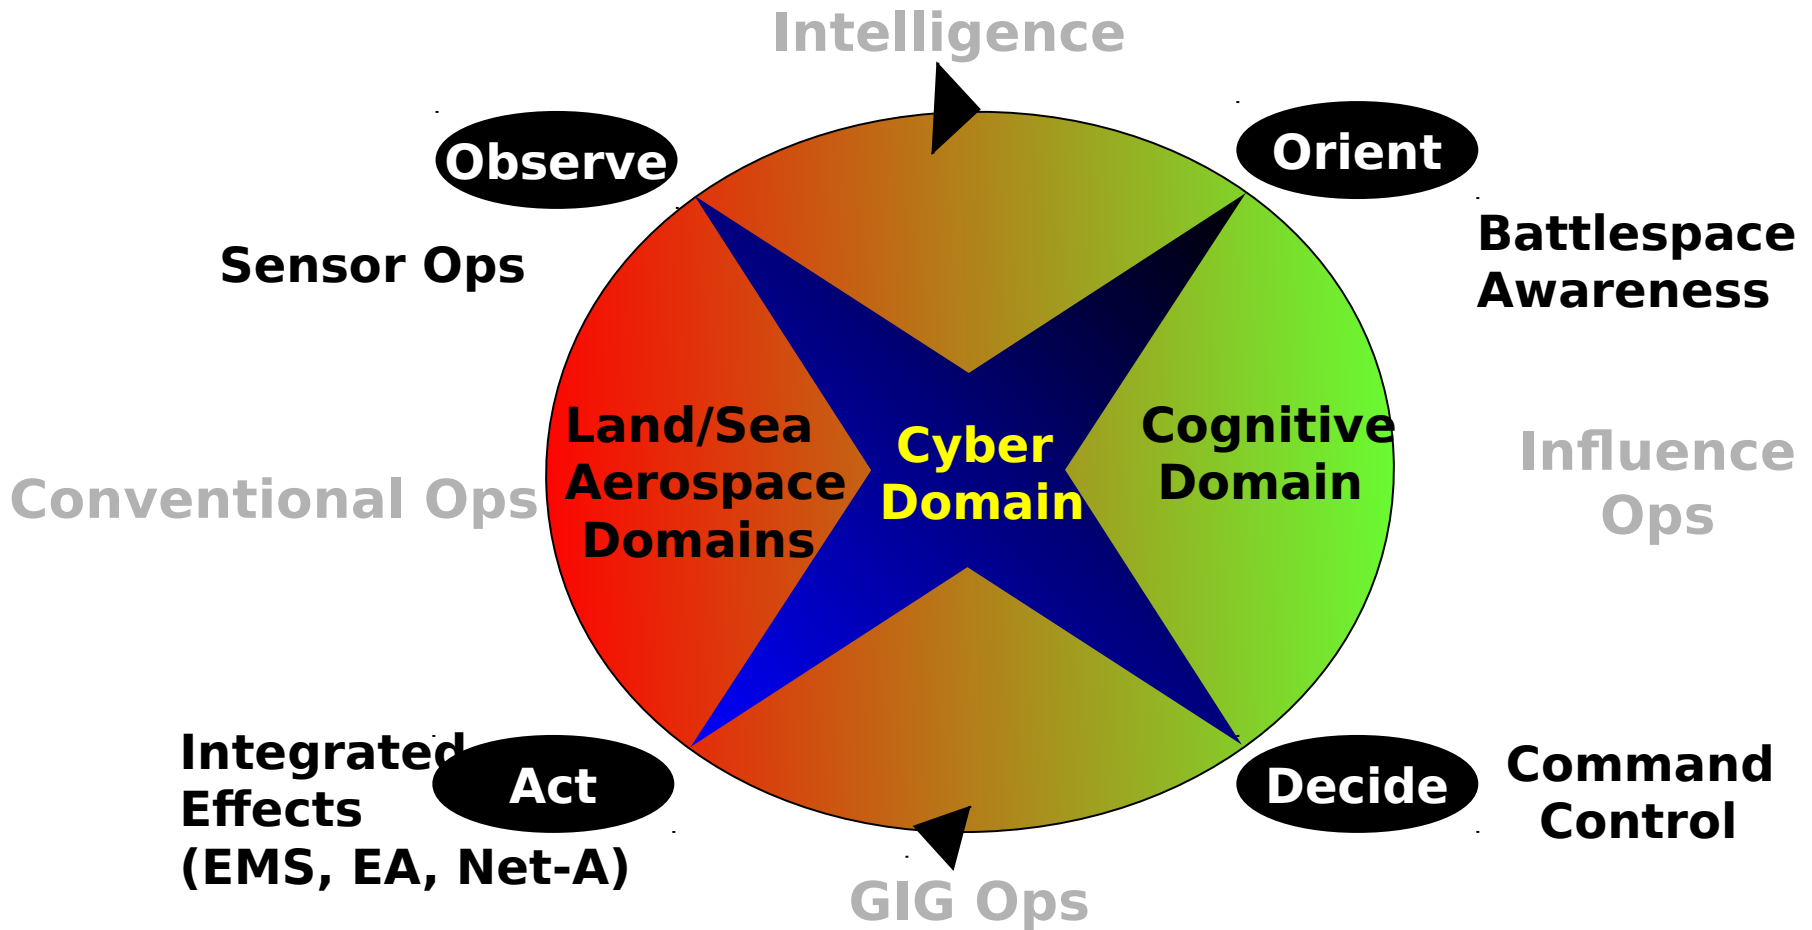 Intelligence
Observe
Orient
Sensor Ops
Battlespace
Awareness
Land/Sea
Aerospace
Domains
Cyber
Domain
Cognitive
Domain
Conventional Ops
Influence
Ops
Integrated
Effects
(EMS, EA, Net-A)
Act
Decide
Command
Control
GIG Ops